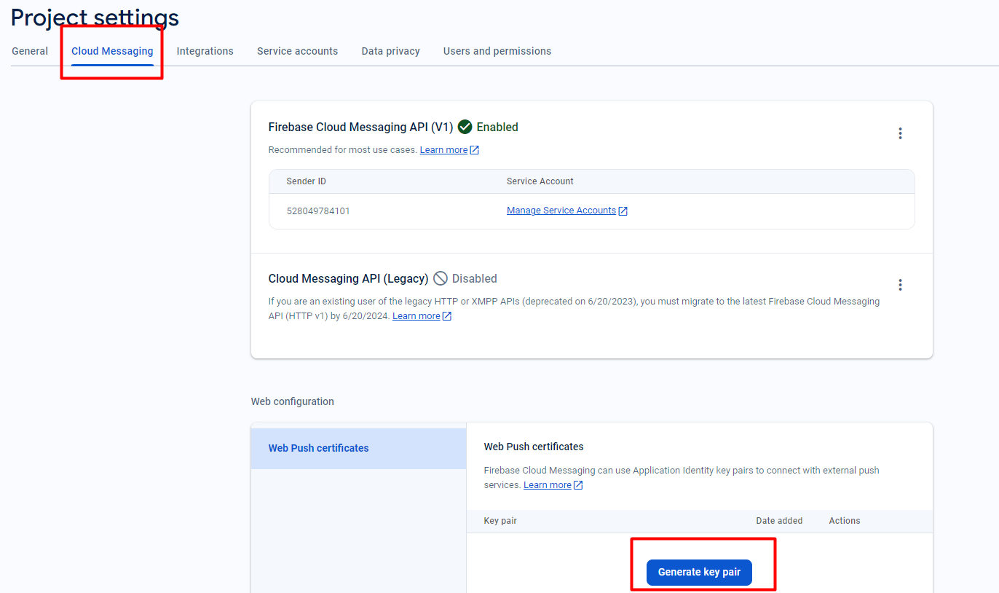 Project settings
General Cloud Messaging Integrations Service accounts Data privacy Users and permissions
Firebase Cloud Messaging API (V1) Enabled
Recommended for most use cases. Learn more
Sender ID Service Account
528049784101 Manage Service Accounts
Cloud Messaging API (Legacy) Disabled
If you are an existing user of the legacy HTTP or XMPP APIs (deprecated on 6/20/2023), you must migrate to the latest Firebase Cloud Messaging
API (HTTP v1) by 6/20/2024. Learn more
Web configuration
Web Push certificates
Web Push certificates
Firebase Cloud Messaging can use Application Identity key pairs to connect with external push
services. Learn more
Key pair Date added Actions
Generate key pair